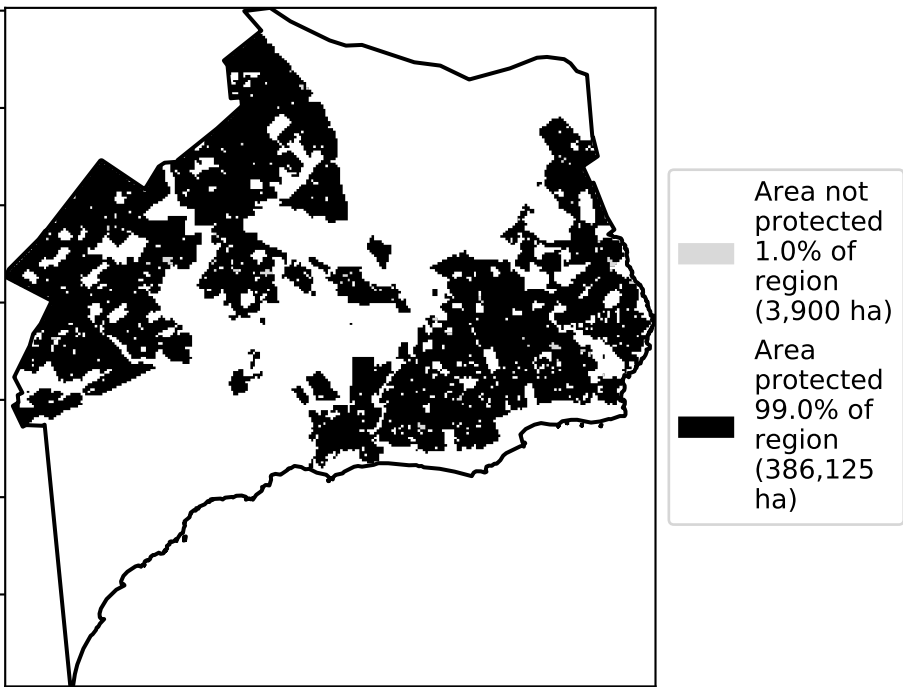 Area not
protected
1.0% of
region
(3,900 ha)
Area
protected
99.0% of
region
(386,125
ha)